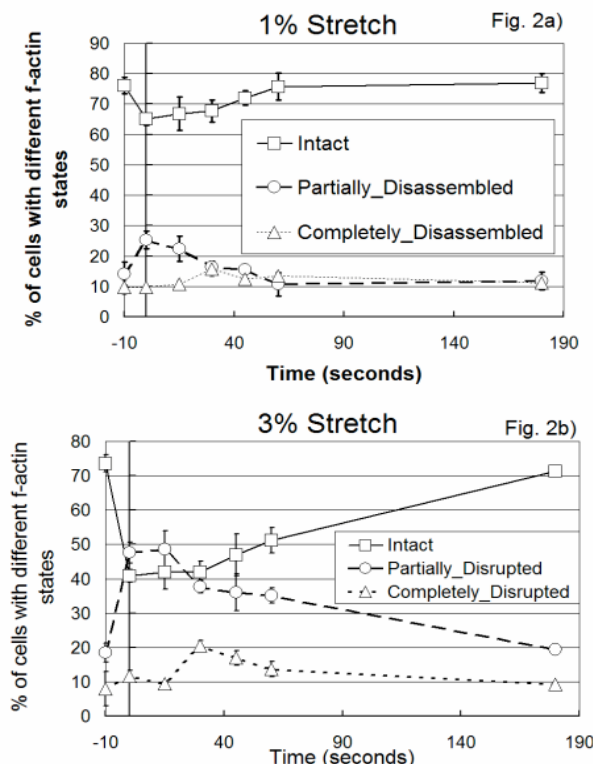 1% Stretch
Fig. 2a)
90
80
70
60
50
40
30
20
10
0
% of cells with different f-actin
states
Intact
Partially_Disassembled
Completely_Disassembled
-10
40
90
140
190
Time (seconds)
3% Stretch
Fig. 2b)
80
70
60
50
40
30
20
10
0
% of cells with different f-actin
states
Intact
Partially_Disrupted
Completely_Disrupted
-10
40
90
140
190
Time (seconds)